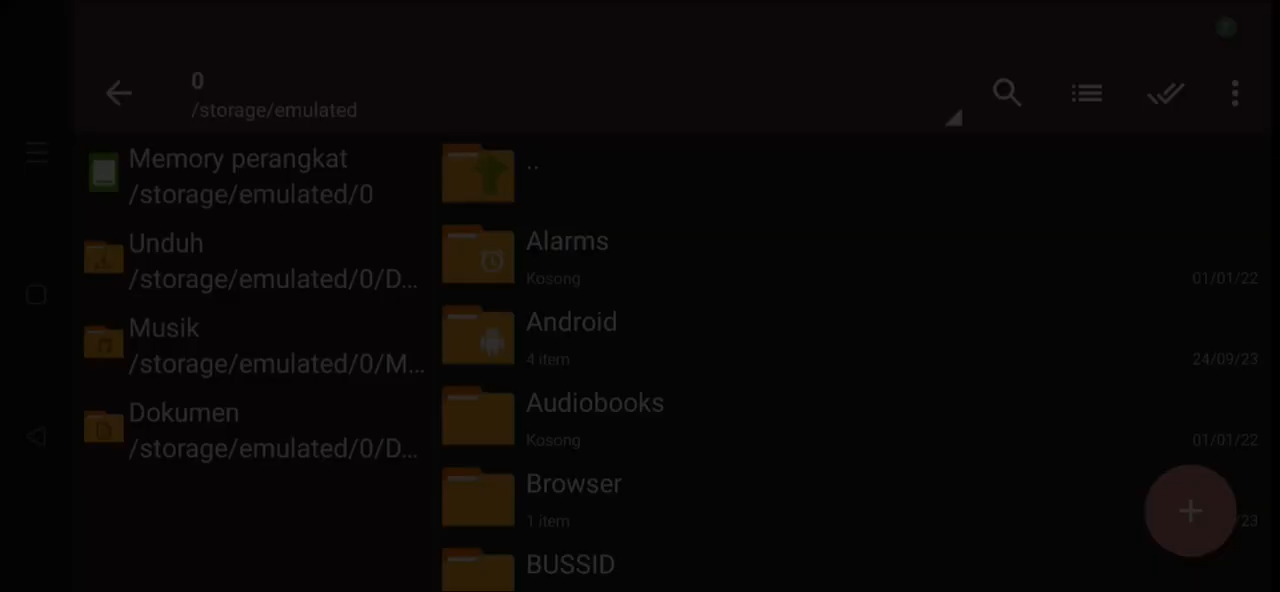 0
/storage/emulated
Memory perangkat
/storage/emulated/0
Unduh
/storage/emulated/0/D...
Musik
/storage/emulated/0/M...
Dokumen
/storage/emulated/0/D...
..
Alarms
Kosong
01/01/22
Android
4 item
24/09/23
Audiobooks
Kosong
01/01/22
Browser
1 item
/23
BUSSID